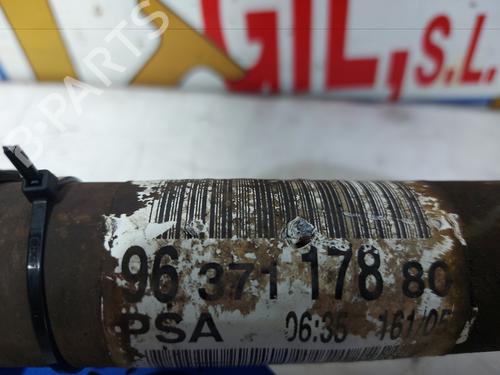 GIL, S.L.
B-PARTS
96 371 178 80
PSA 06:35 161/05